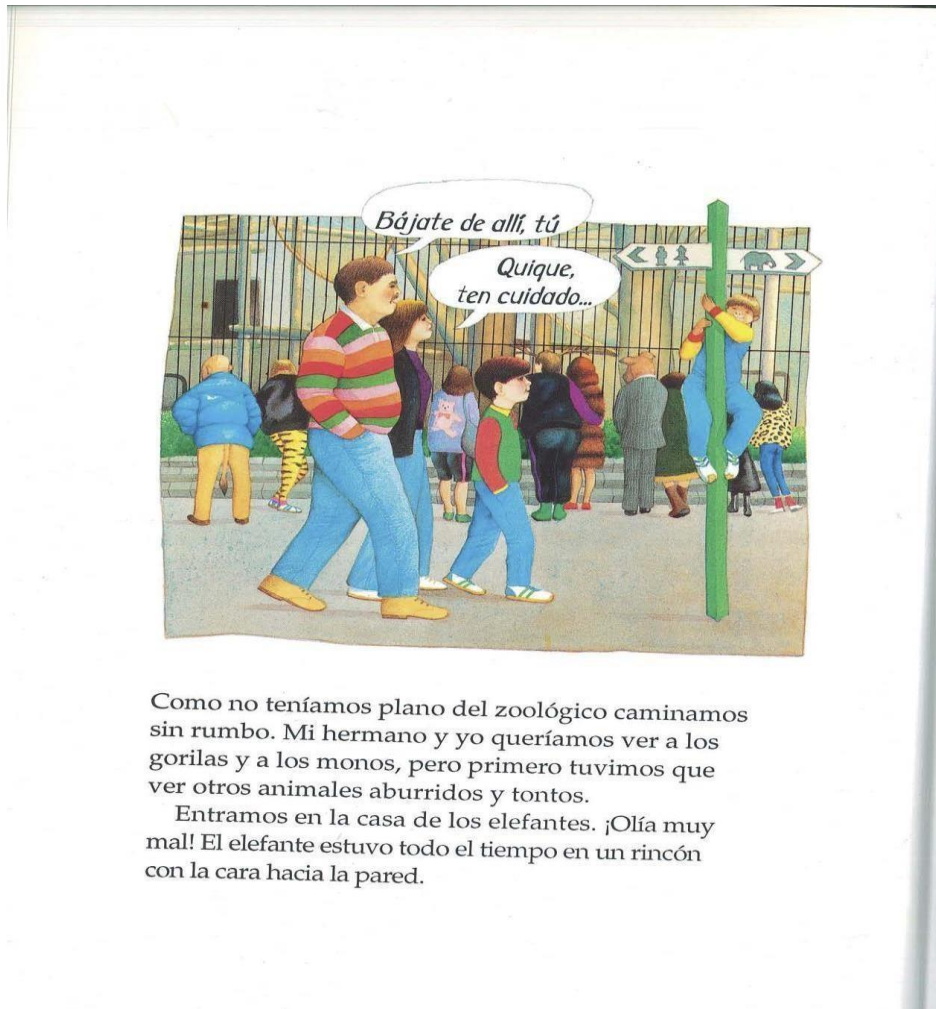 Bájate de allí, tú
Quique,
ten cuidado...
Como no teníamos plano del zoológico caminamos
sin rumbo. Mi hermano y yo queríamos ver a los
gorilas y a los monos, pero primero tuvimos que
ver otros animales aburridos y tontos.
Entramos en la casa de los elefantes. ¡Olía muy
mal! El elefante estuvo todo el tiempo en un rincón
con la cara hacia la pared.